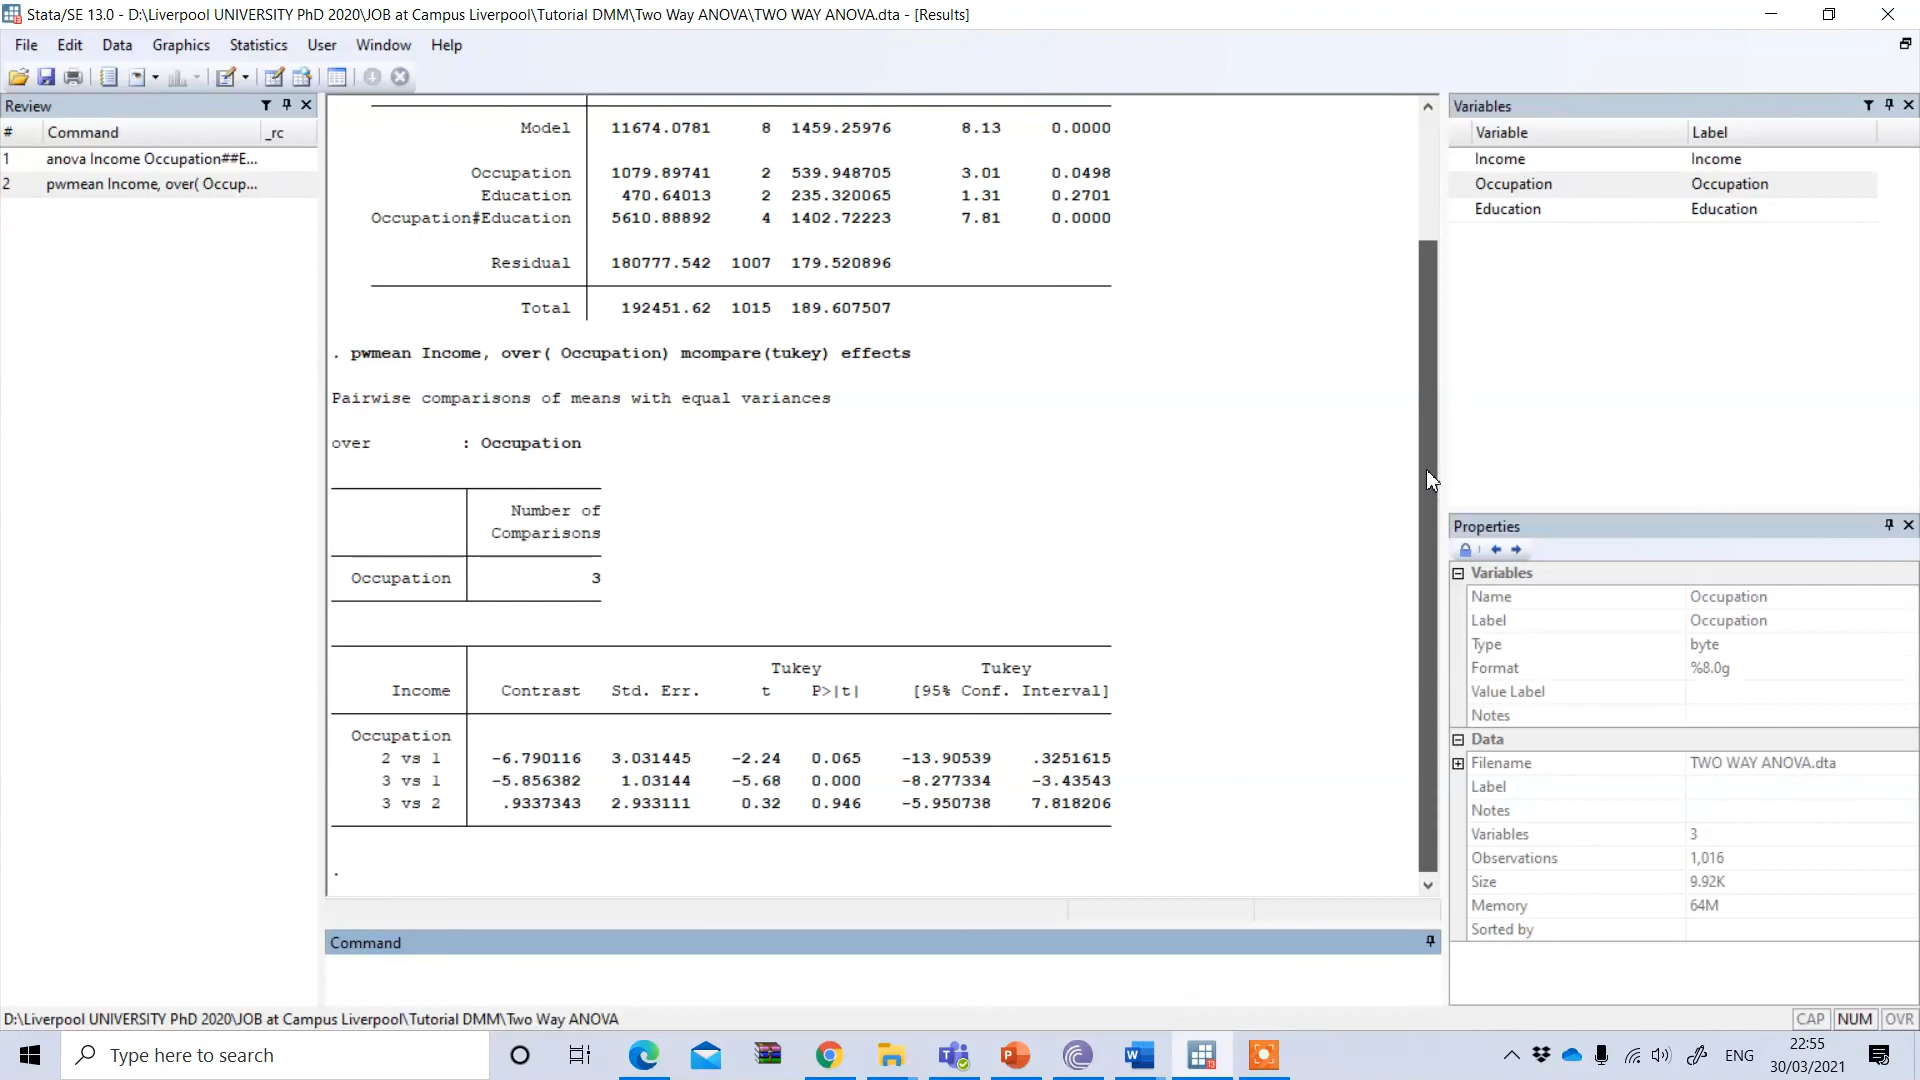 Stata/SE 13.0 - D:\Liverpool UNIVERSITY PhD 2020\JOB at Campus Liverpool\Tutorial DMM\Two Way ANOVA\TWO WAY ANOVA.dta - [Results]
File Edit Data Graphics Statistics User Window Help
Review
# Command _rc
1 anova Income Occupation##E...
2 pwmean Income, over( Occup...
Model 11674.0781 8 1459.25976 8.13 0.0000
Occupation 1079.89741 2 539.948705 3.01 0.0498
Education 470.64013 2 235.320065 1.31 0.2701
Occupation#Education 5610.88892 4 1402.72223 7.81 0.0000
Residual 180777.542 1007 179.520896
Total 192451.62 1015 189.607507
. pwmean Income, over( Occupation) mcompare(tukey) effects
Pairwise comparisons of means with equal variances
over : Occupation
Number of
Comparisons
Occupation 3
Tukey Tukey
Income Contrast Std. Err. t P>|t| [95% Conf. Interval]
Occupation
2 vs 1 -6.790116 3.031445 -2.24 0.065 -13.90539 .3251615
3 vs 1 -5.856382 1.03144 -5.68 0.000 -8.277334 -3.43543
3 vs 2 .9337343 2.933111 0.32 0.946 -5.950738 7.818206
.
Command
Variables
Variable Label
Income Income
Occupation Occupation
Education Education
Properties
Variables
Name Occupation
Label Occupation
Type byte
Format %8.0g
Value Label
Notes
Data
Filename TWO WAY ANOVA.dta
Label
Notes
Variables 3
Observations 1,016
Size 9.92K
Memory 64M
Sorted by
D:\Liverpool UNIVERSITY PhD 2020\JOB at Campus Liverpool\Tutorial DMM\Two Way ANOVA
CAP NUM OVR
Type here to search
ENG
22:55
30/03/2021